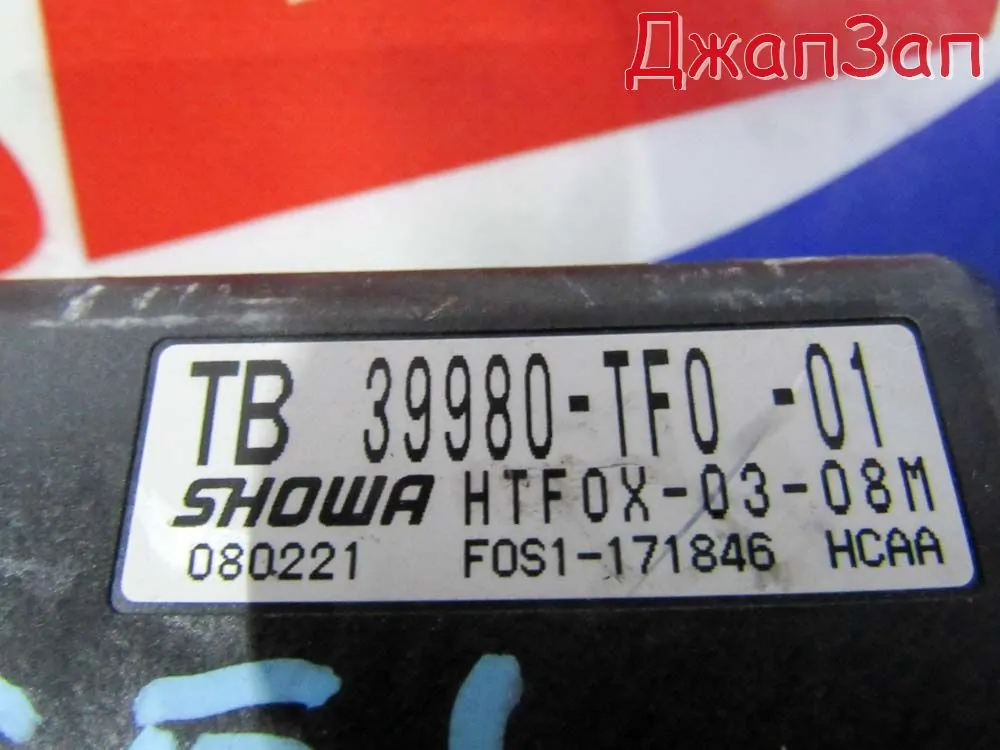 ДжапЗап
TB 39980-TF0 -01
SHOWA HTF0X-03-08M
080221 F0S1-171846 HCAA